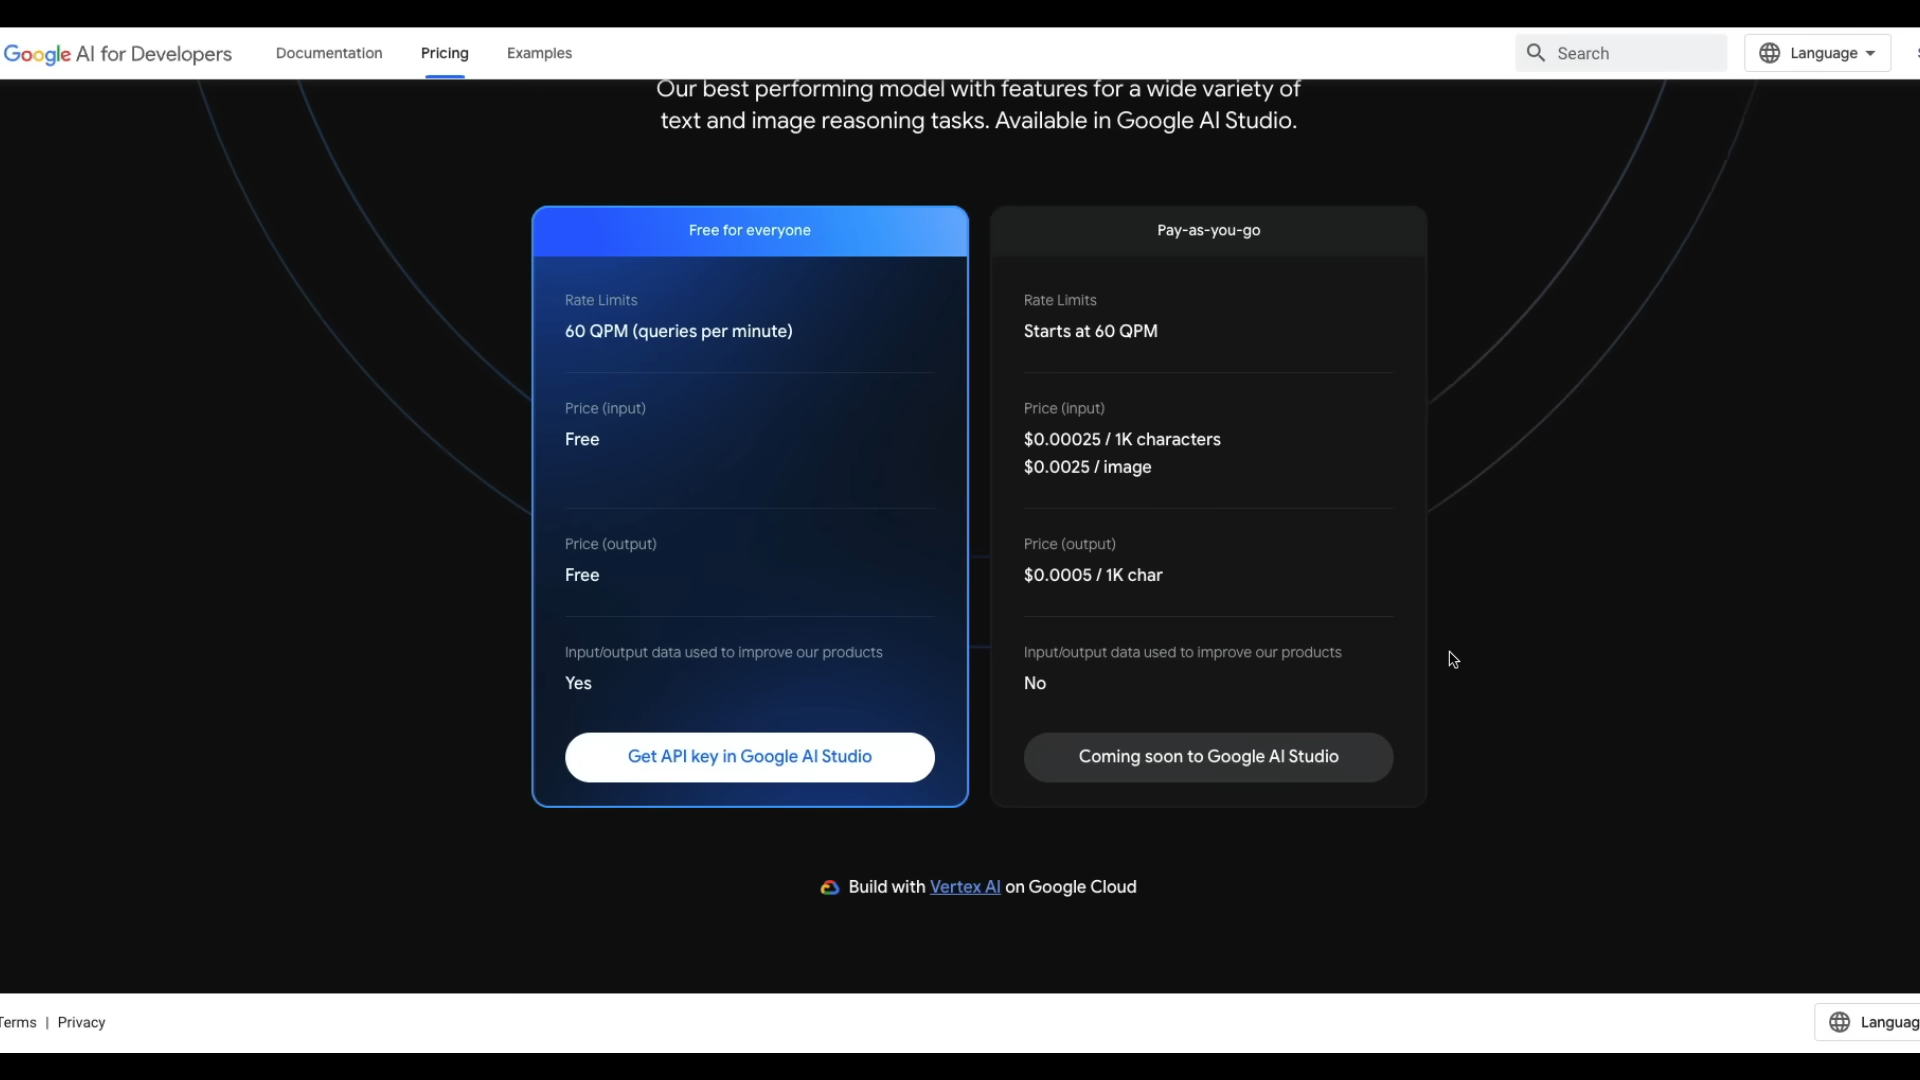 Google AI for Developers
Documentation
Pricing
Examples
Search
Language
Our best performing model with features for a wide variety of
text and image reasoning tasks. Available in Google AI Studio.
Free for everyone
Rate Limits
60 QPM (queries per minute)
Price (input)
Free
Price (output)
Free
Input/output data used to improve our products
Yes
Get API key in Google AI Studio
Pay-as-you-go
Rate Limits
Starts at 60 QPM
Price (input)
$0.00025 / 1K characters
$0.0025 / image
Price (output)
$0.0005 / 1K char
Input/output data used to improve our products
No
Coming soon to Google AI Studio
Build with Vertex AI on Google Cloud
Terms | Privacy
Languag